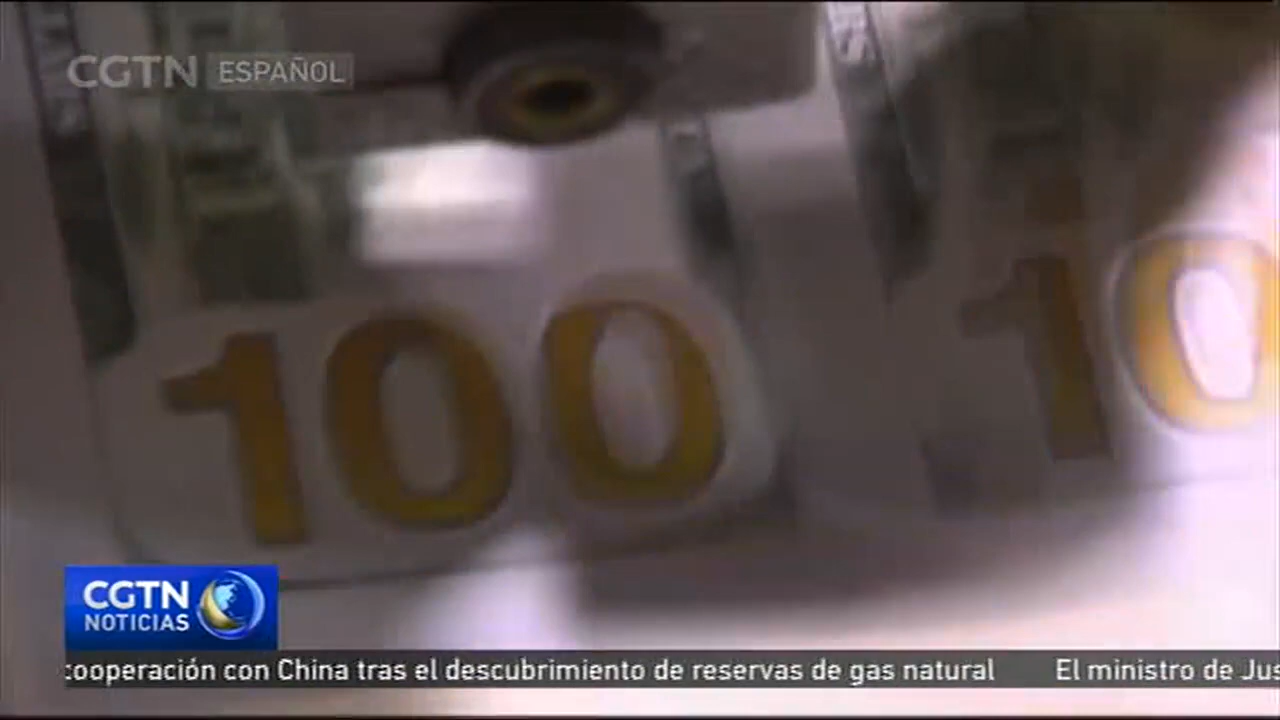 CGTN ESPAÑOL
100
10
CGTN
NOTICIAS
cooperación con China tras el descubrimiento de reservas de gas natural El ministro de Jus